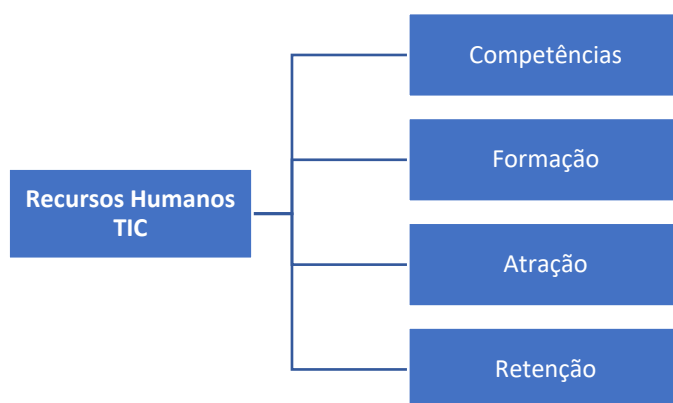 Recursos Humanos
TIC
Competências
Formação
Atração
Retenção